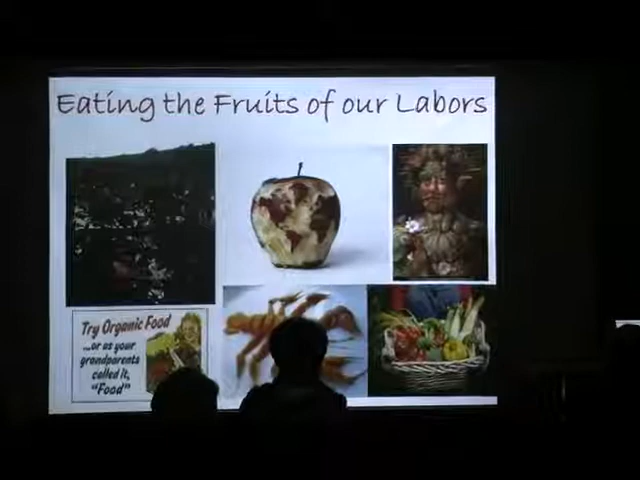 Eating the Fruits of our Labors
Try Organic Food
...or as your
grandparents
called it,
"Food"